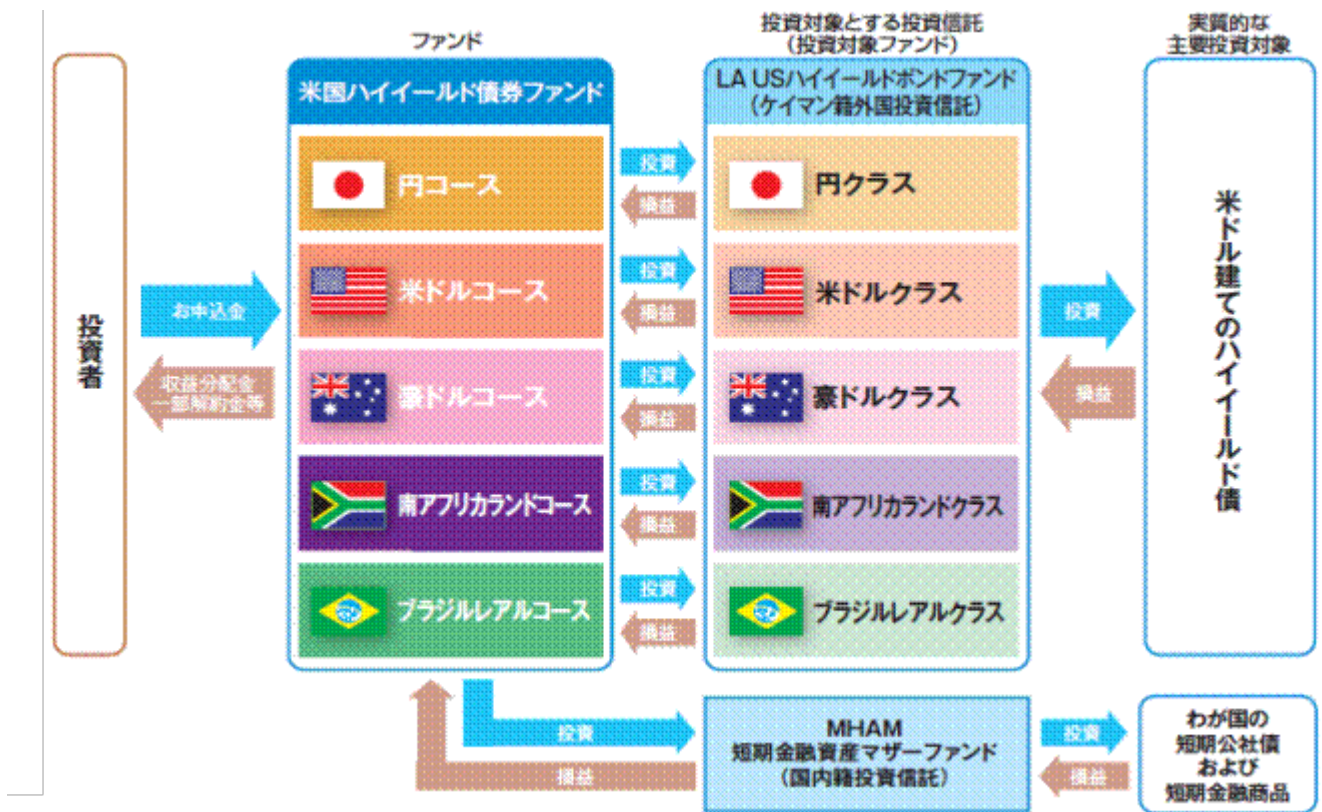 ファンド
投資対象とする投資信託
(投資対象ファンド)
実質的な
主要投資対象
投資者
お申込金
収益分配金
一部解約金等
米国ハイイールド債券ファンド
円コース
米ドルコース
豪ドルコース
南アフリカランドコース
ブラジルレアルコース
投資
損益
投資
損益
投資
損益
投資
損益
投資
損益
LA USハイイールドボンドファンド
(ケイマン籍外国投資信託)
円クラス
米ドルクラス
豪ドルクラス
南アフリカランドクラス
ブラジルレアルクラス
投資
損益
米ドル建てのハイイールド債
投資
損益
MHAM
短期金融資産マザーファンド
(国内籍投資信託)
投資
損益
わが国の
短期公社債
および
短期金融商品